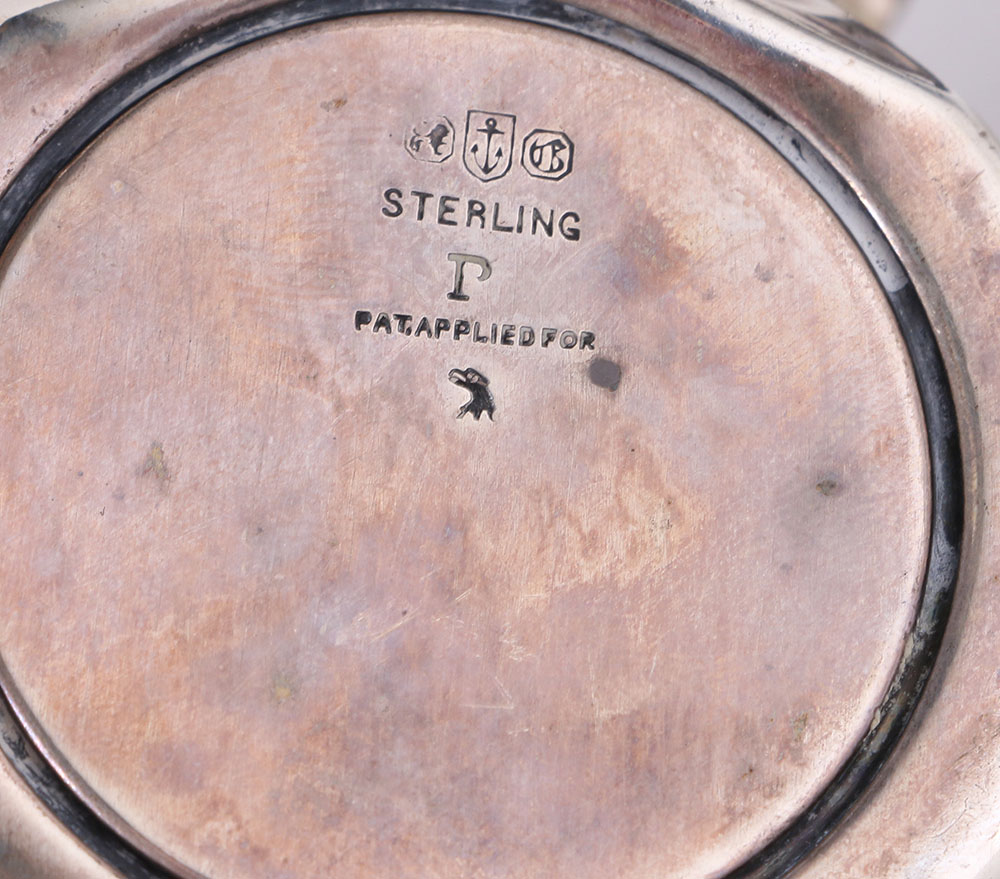 STERLING
r
PAT. APPLIED FOR